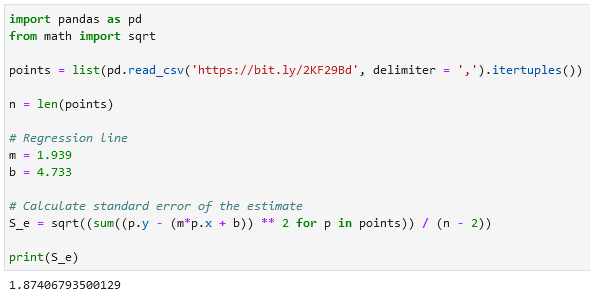 import pandas as pd
from math import sqrt
points = list(pd.read_csv('https://bit.ly/2KF29Bd', delimiter = ',').itertuples())
n = len(points)
# Regression line
m = 1.939
b = 4.733
# Calculate standard error of the estimate
S_e = sqrt((sum((p.y - (m*p.x + b)) ** 2 for p in points)) / (n - 2))
print(S_e)
1.87406793500129